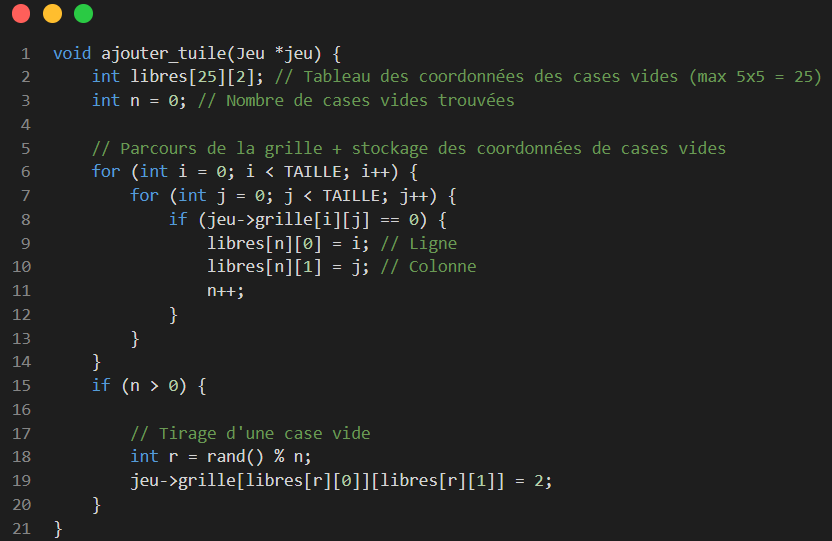 1 void ajouter_tuile(Jeu *jeu) {
2     int libres[25][2]; // Tableau des coordonnées des cases vides (max 5x5 = 25)
3     int n = 0; // Nombre de cases vides trouvées
4
5     // Parcours de la grille + stockage des coordonnées de cases vides
6     for (int i = 0; i < TAILLE; i++) {
7         for (int j = 0; j < TAILLE; j++) {
8             if (jeu->grille[i][j] == 0) {
9                 libres[n][0] = i; // Ligne
10                 libres[n][1] = j; // Colonne
11                 n++;
12             }
13         }
14     }
15     if (n > 0) {
16
17         // Tirage d'une case vide
18         int r = rand() % n;
19         jeu->grille[libres[r][0]][libres[r][1]] = 2;
20     }
21 }